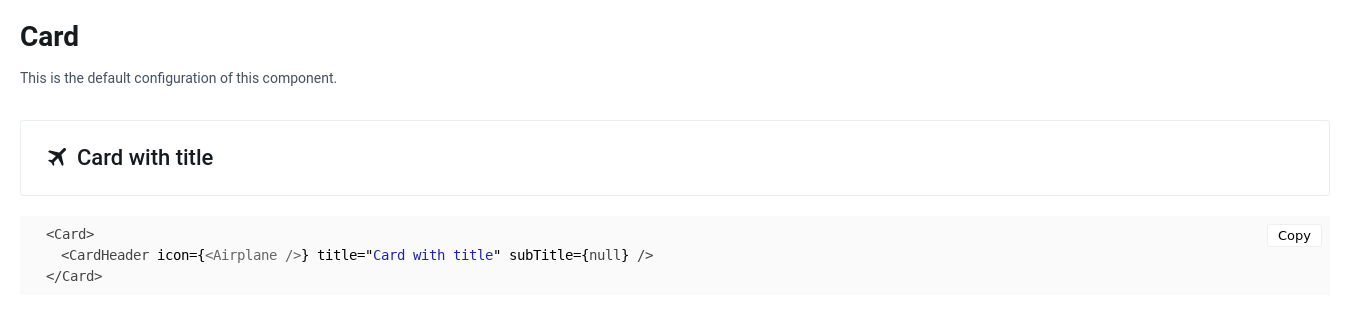 Card
This is the default configuration of this component.
Card with title
<Card>
  <CardHeader icon={<Airplane />} title="Card with title" subTitle={null} />
</Card>
Copy